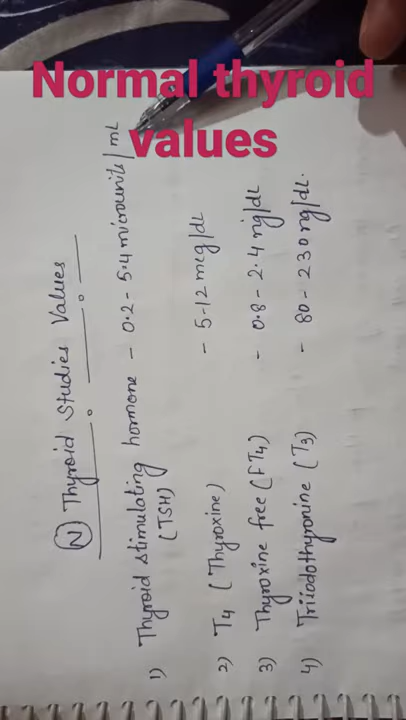 Normal thyroid
values
(N) Thyroid Studies Values
1) Thyroid stimulating hormone - 0.2 - 5.4 microunits/mL
(TSH)
2) T4 (Thyroxine) - 5-12 mcg/dL
3) Thyroxine free (FT4) - 0.8 - 2.4 ng/dL
4) Triiodothyronine (T3) - 80 - 230 ng/dL.